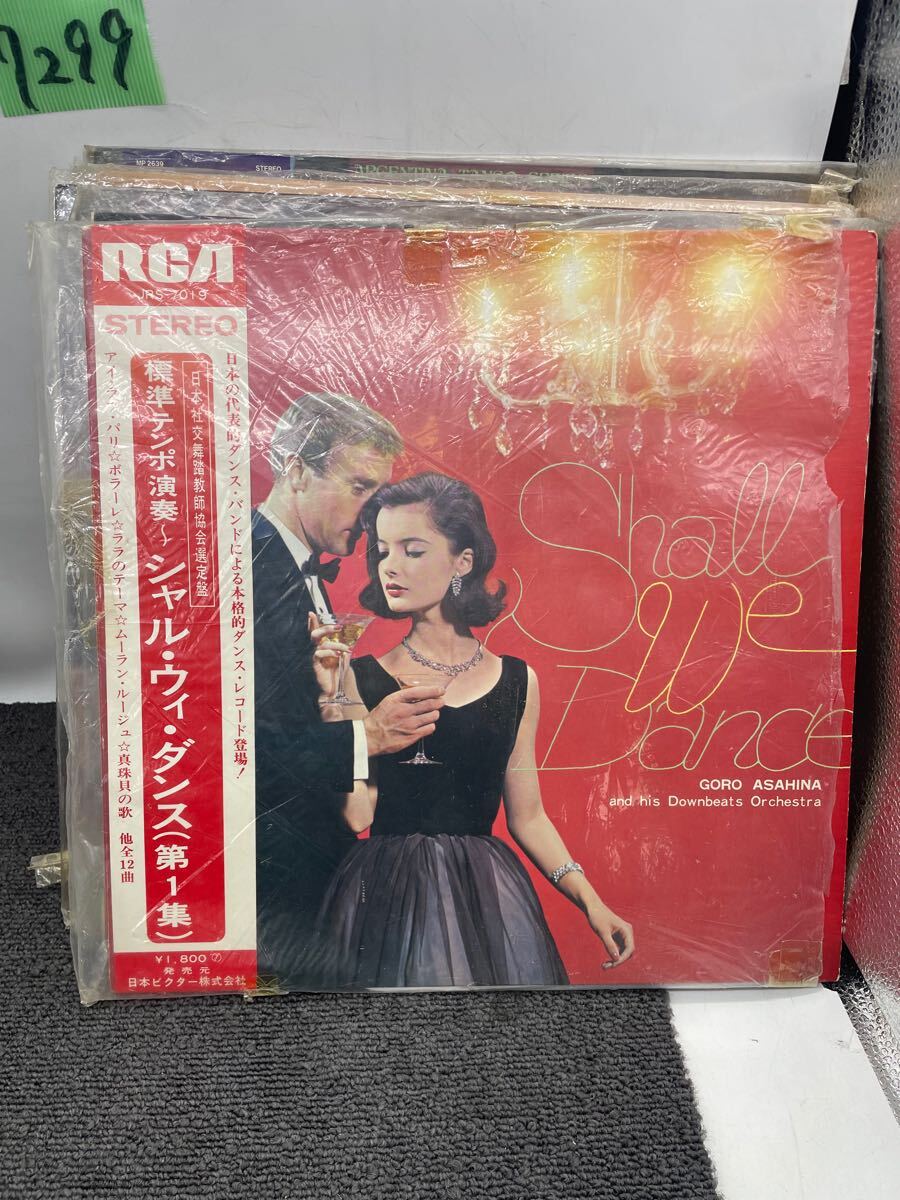 7299
MP 2639
STEREO
RCA
JRS-7019
STEREO
日本の代表的ダンス・バンドによる本格的ダンス・レコード登場！
日本社交舞踏教師協会選定盤
標準テンポ演奏〜シャル・ウィ・ダンス(第1集)
アイ・ラブ・パリ☆ボラーレ☆ララのテーマ☆ムーラン・ルージュ☆真珠貝の歌 他全12曲
¥1,800
発売元
日本ビクター株式会社
Shall
We
Dance
GORO ASAHINA
and his Downbeats Orchestra